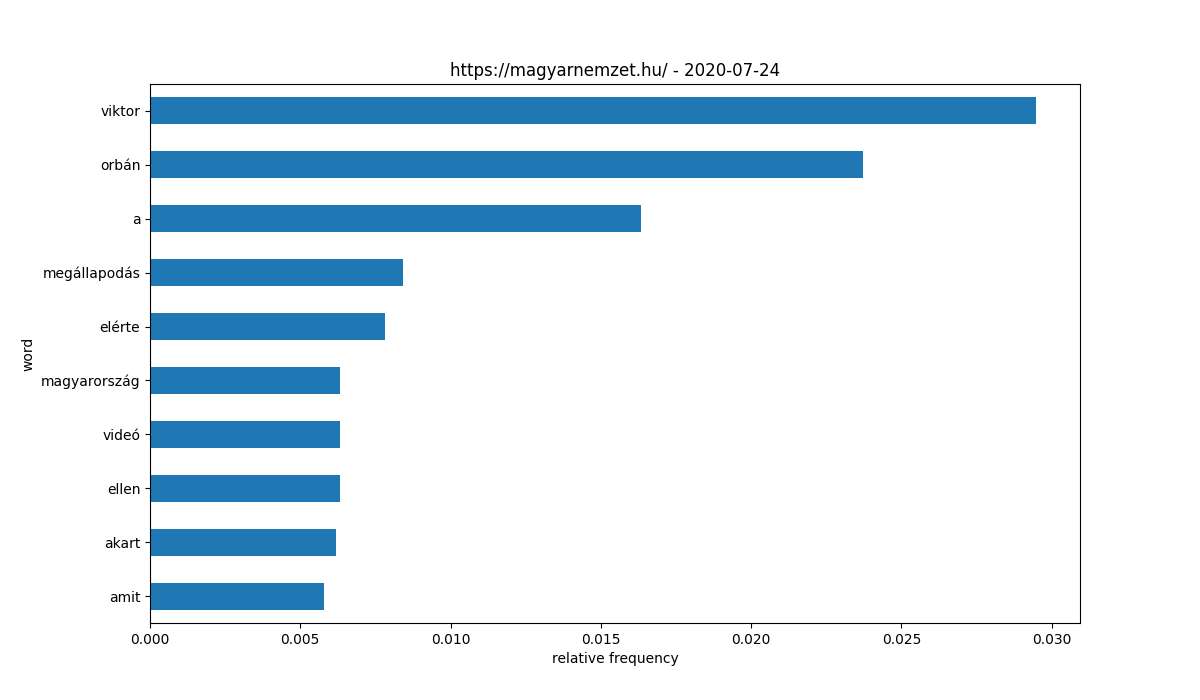 https://magyarnemzet.hu/ - 2020-07-24
viktor
orbán
a
megállapodás
elérte
magyarország
videó
ellen
akart
amit
word
0.000 0.005 0.010 0.015 0.020 0.025 0.030
relative frequency